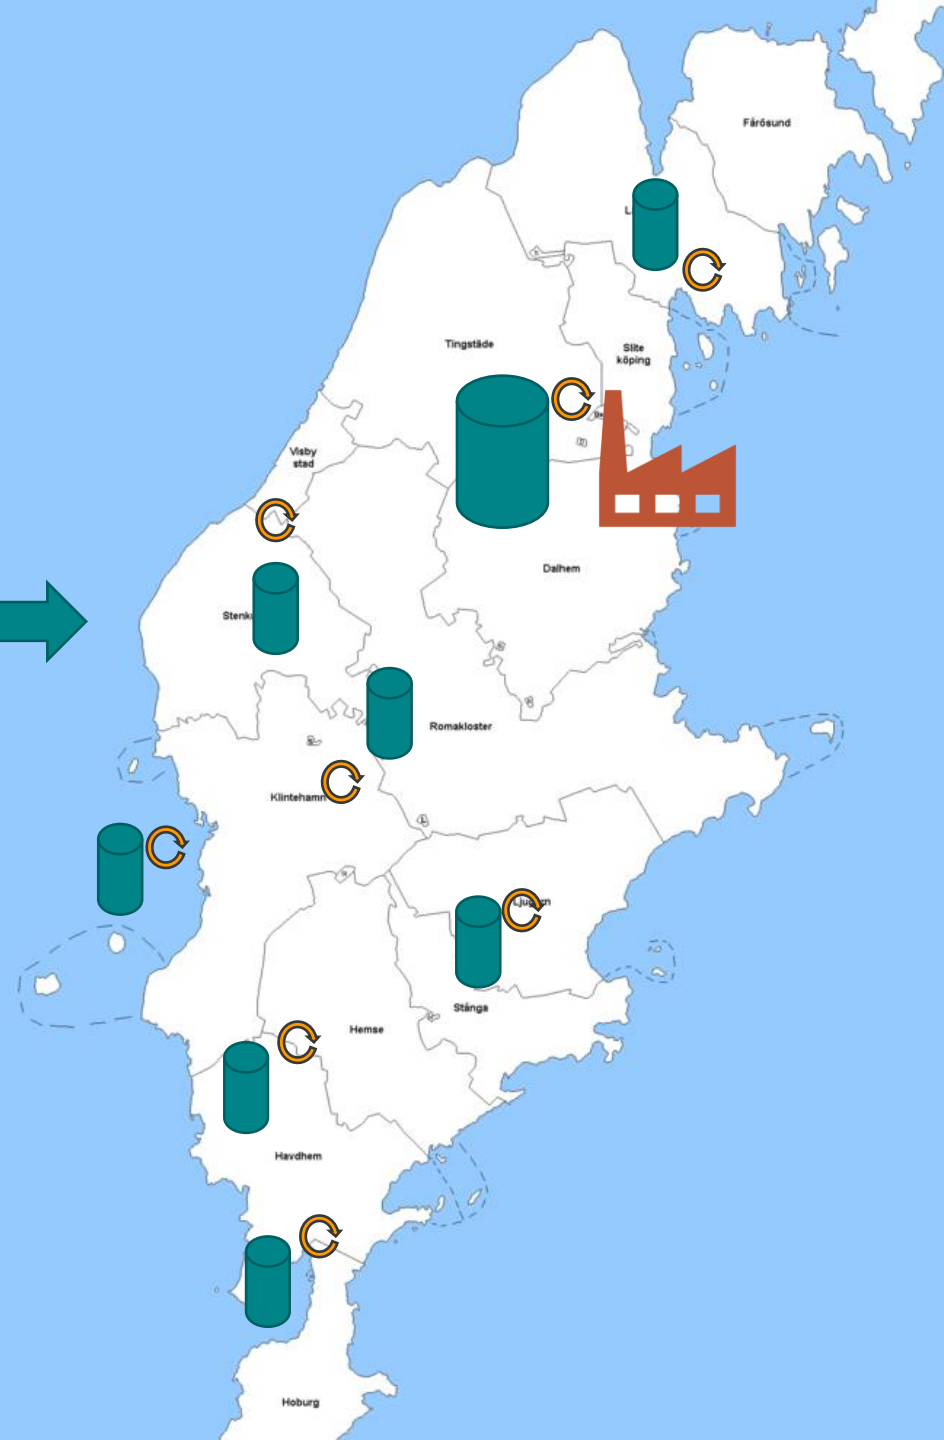 Fårösund
Tingstäde
Slite
köping
Visby
stad
Dalhem
Romakloster
Klintehamn
Stånga
Hemse
Havdhem
Hoburg